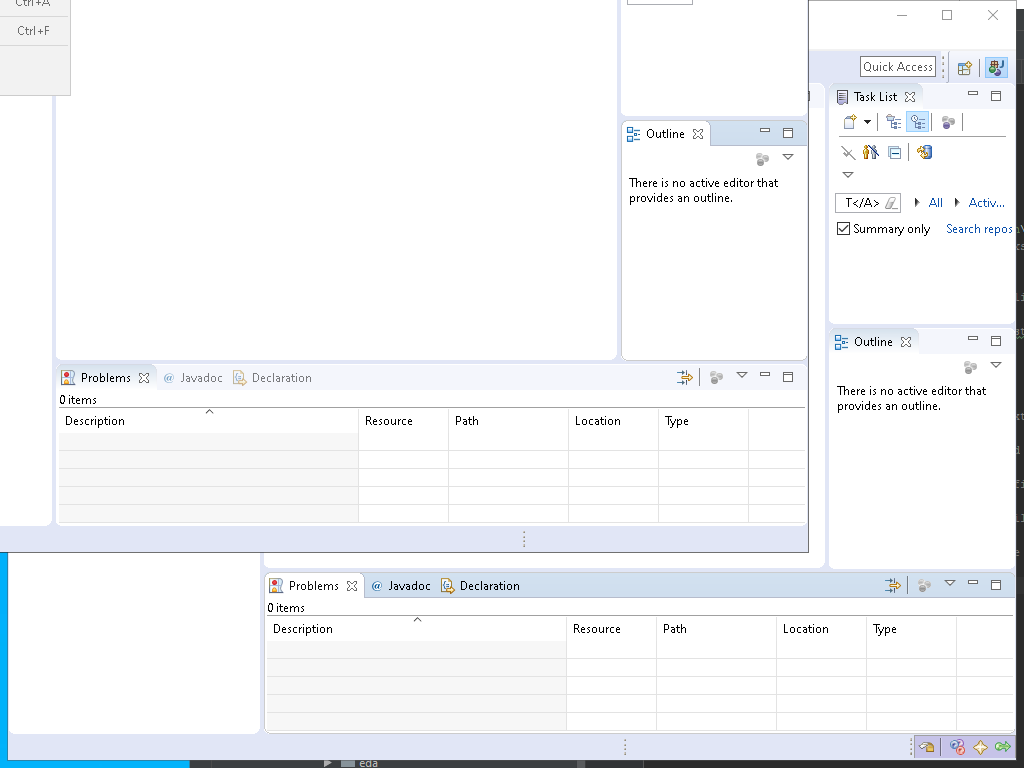 Ctrl+A
Ctrl+F
Quick Access
Task List
Outline
There is no active editor that
provides an outline.
T</A>
All
Activ...
Summary only
Search repos
Outline
There is no active editor that
provides an outline.
Problems
Javadoc
Declaration
0 items
Description
Resource
Path
Location
Type
Problems
Javadoc
Declaration
0 items
Description
Resource
Path
Location
Type
eda